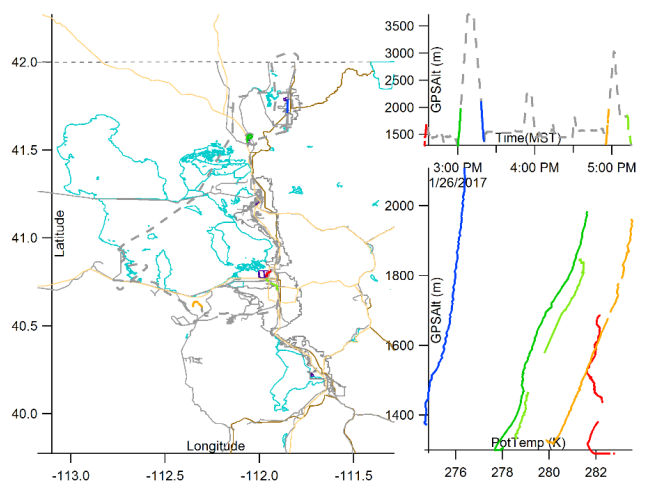 42.0
41.5
41.0
40.5
40.0
Latitude
-113.0 -112.5 -112.0 -111.5
Longitude
3500
3000
2500
2000
1500
GPSAlt (m)
Time(MST)
3:00 PM 4:00 PM 5:00 PM
1/26/2017
2000
1800
1600
1400
GPSAlt (m)
PotTemp (K)
276 278 280 282